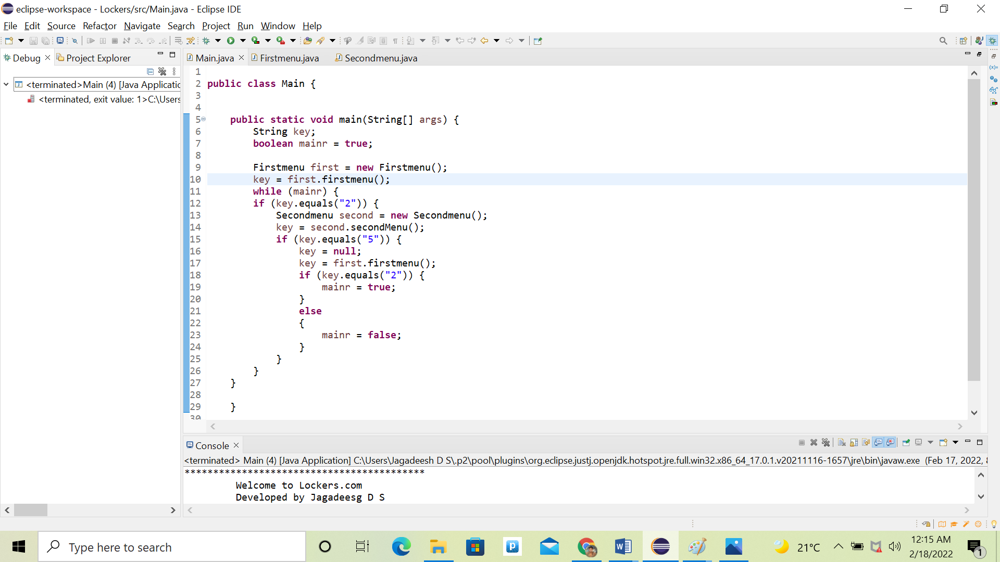 eclipse-workspace - Lockers/src/Main.java - Eclipse IDE
File Edit Source Refactor Navigate Search Project Run Window Help
Debug Project Explorer
<terminated>Main (4) [Java Applicatic
<terminated, exit value: 1>C:\Users
Main.java Firstmenu.java Secondmenu.java
1
2 public class Main {
3
4
5 public static void main(String[] args) {
6 String key;
7 boolean mainr = true;
8
9 Firstmenu first = new Firstmenu();
10 key = first.firstmenu();
11 while (mainr) {
12 if (key.equals("2")) {
13 Secondmenu second = new Secondmenu();
14 key = second.secondMenu();
15 if (key.equals("5")) {
16 key = null;
17 key = first.firstmenu();
18 if (key.equals("2")) {
19 mainr = true;
20 }
21 else
22 {
23 mainr = false;
24 }
25 }
26 }
27 }
28
29 }
30
Console
<terminated> Main (4) [Java Application] C:\Users\Jagadeesh D S\.p2\pool\plugins\org.eclipse.justj.openjdk.hotspot.jre.full.win32.x86_64_17.0.1.v20211116-1657\jre\bin\javaw.exe (Feb 17, 2022, 8
******************************************
Welcome to Lockers.com
Developed by Jagadeesg D S
Type here to search
21°C
12:15 AM
2/18/2022
1